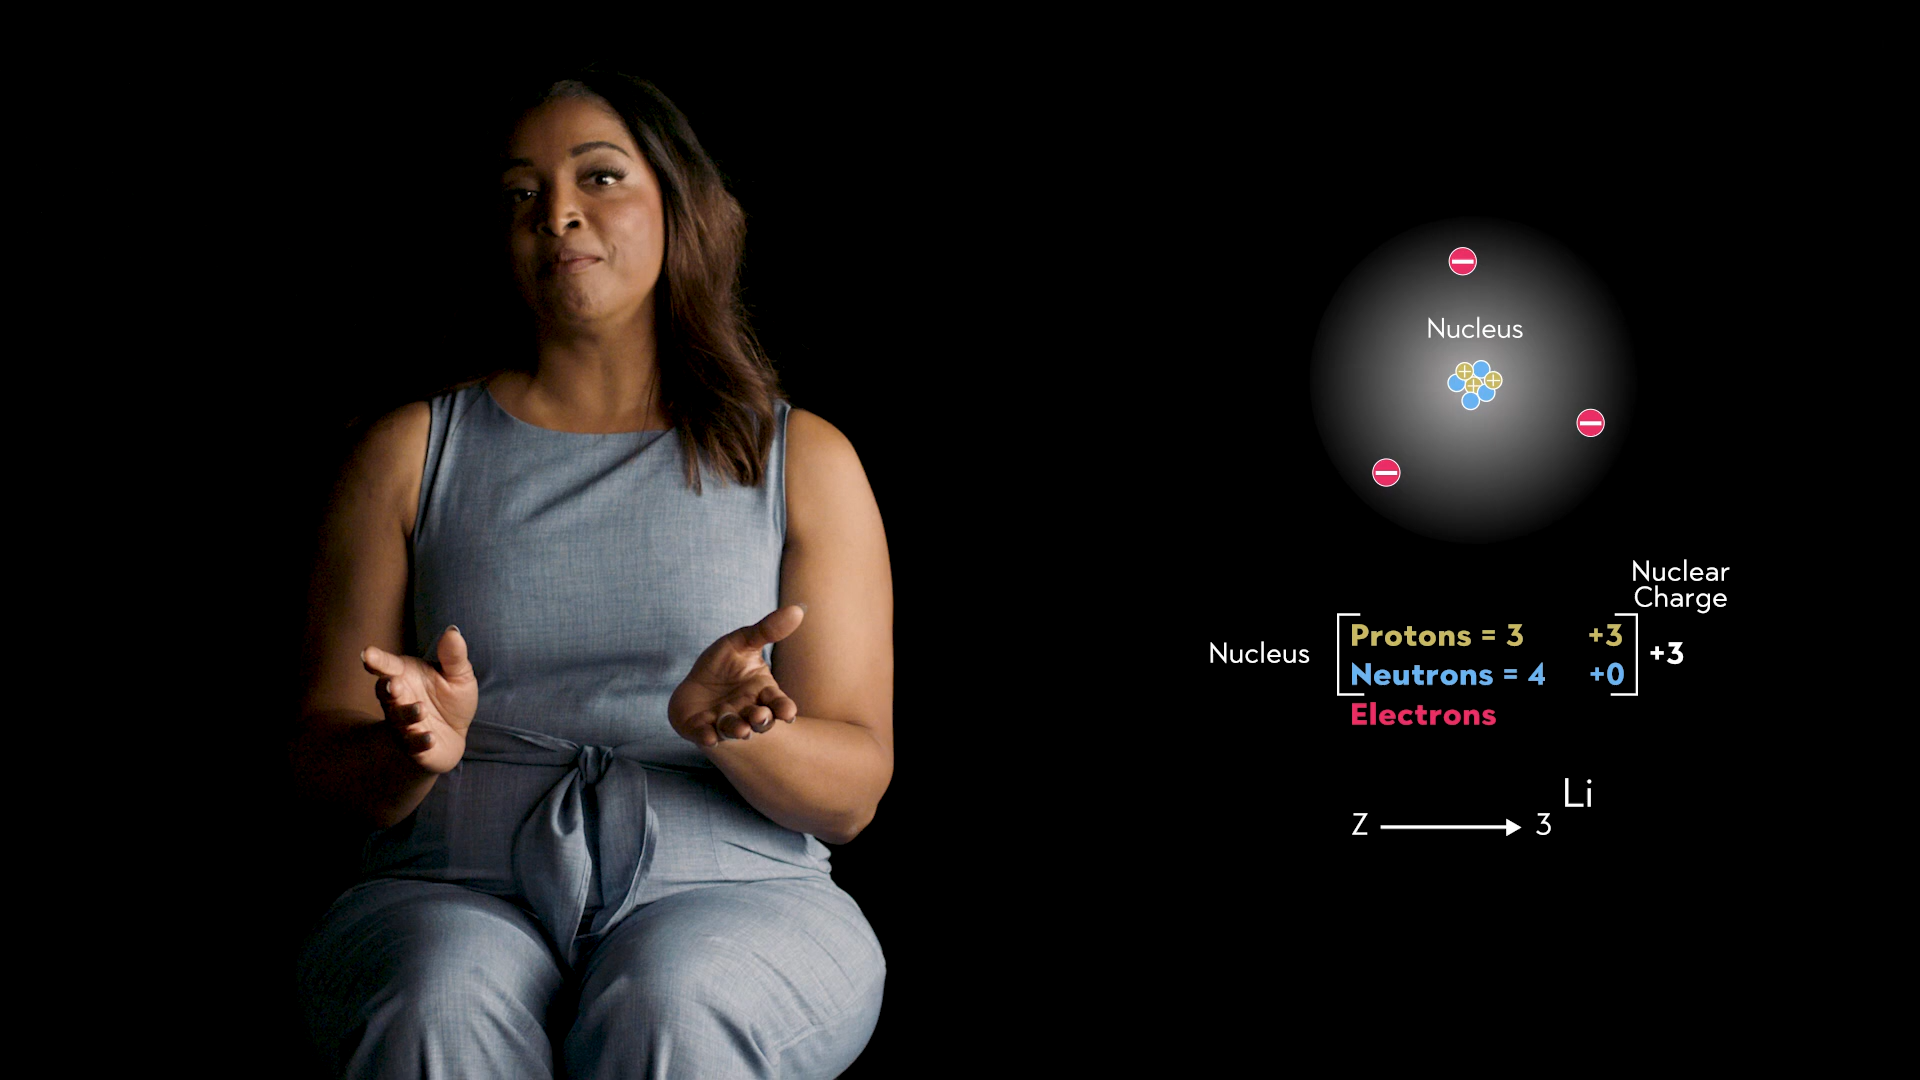 Nucleus
Nuclear
Charge
Nucleus
Protons = 3 +3
Neutrons = 4 +0
+3
Electrons
Li
Z 3